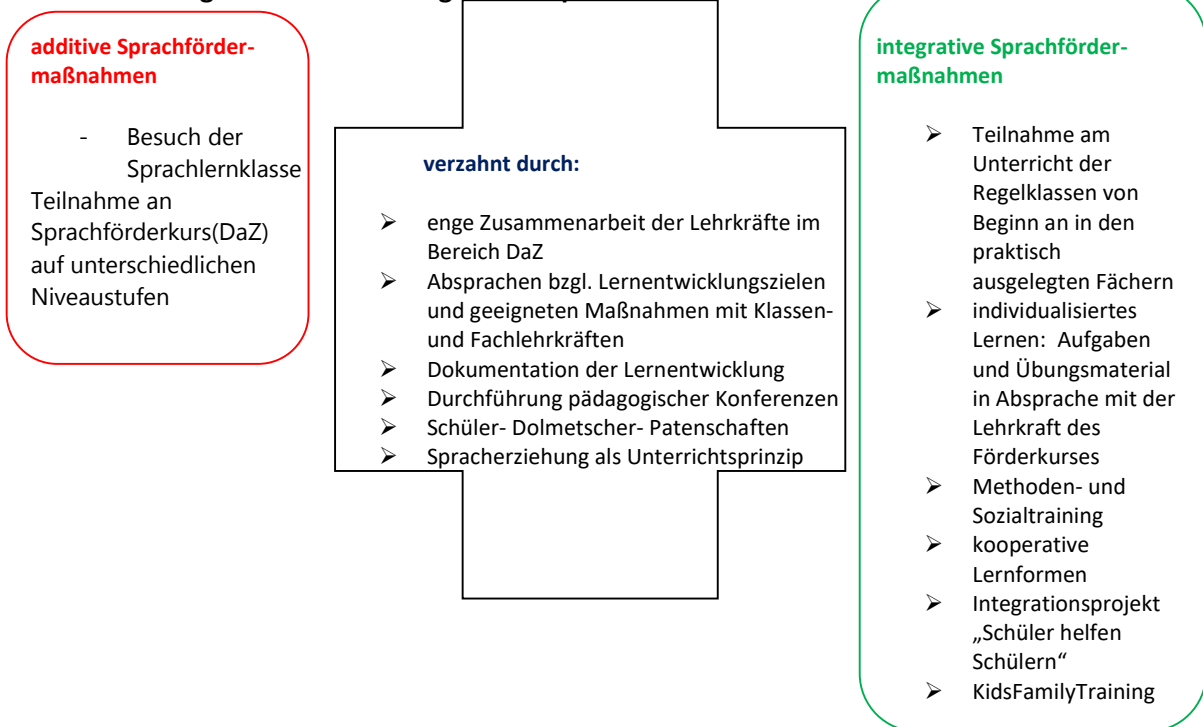 additive Sprachförder-
maßnahmen
- Besuch der
Sprachlernklasse
Teilnahme an
Sprachförderkurs(DaZ)
auf unterschiedlichen
Niveaustufen
verzahnt durch:
➢ enge Zusammenarbeit der Lehrkräfte im
Bereich DaZ
➢ Absprachen bzgl. Lernentwicklungszielen
und geeigneten Maßnahmen mit Klassen-
und Fachlehrkräften
➢ Dokumentation der Lernentwicklung
➢ Durchführung pädagogischer Konferenzen
➢ Schüler- Dolmetscher- Patenschaften
➢ Spracherziehung als Unterrichtsprinzip
integrative Sprachförder-
maßnahmen
➢ Teilnahme am
Unterricht der
Regelklassen von
Beginn an in den
praktisch
ausgelegten Fächern
➢ individualisiertes
Lernen: Aufgaben
und Übungsmaterial
in Absprache mit der
Lehrkraft des
Förderkurses
➢ Methoden- und
Sozialtraining
➢ kooperative
Lernformen
➢ Integrationsprojekt
„Schüler helfen
Schülern“
➢ KidsFamilyTraining